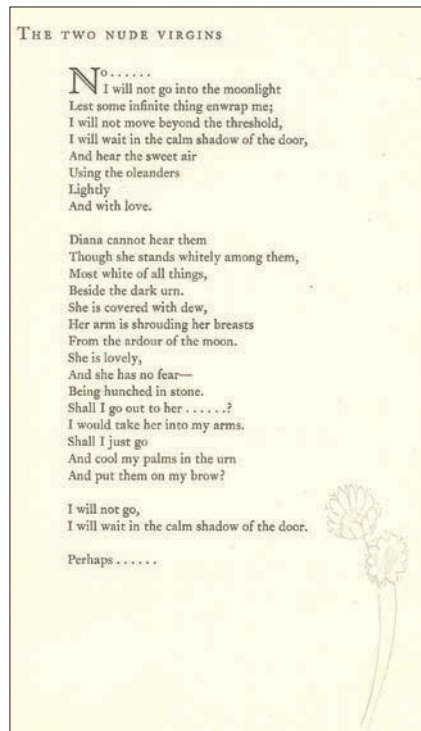 THE TWO NUDE VIRGINS
No......
I will not go into the moonlight
Lest some infinite thing enwrap me;
I will not move beyond the threshold,
I will wait in the calm shadow of the door,
And hear the sweet air
Using the oleanders
Lightly
And with love.
Diana cannot hear them
Though she stands whitely among them,
Most white of all things,
Beside the dark urn.
She is covered with dew,
Her arm is shrouding her breasts
From the ardour of the moon.
She is lovely,
And she has no fear—
Being hunched in stone.
Shall I go out to her ......?
I would take her into my arms.
Shall I just go
And cool my palms in the urn
And put them on my brow?
I will not go,
I will wait in the calm shadow of the door.
Perhaps ......